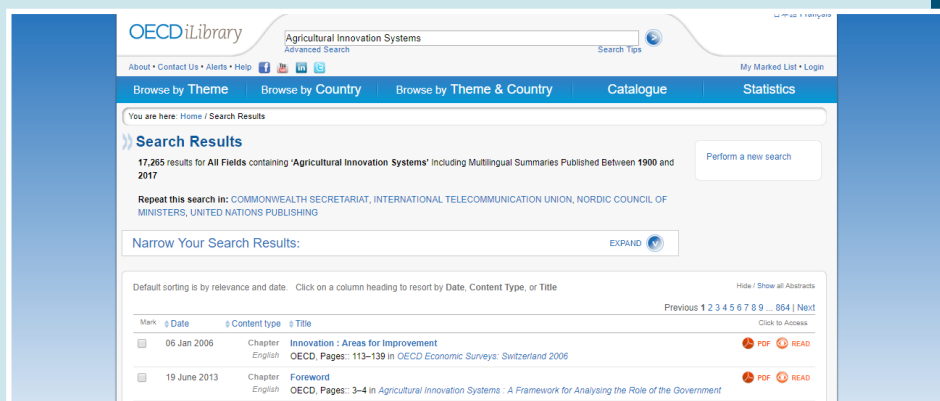 日本語 Français
OECDiLibrary
Agricultural Innovation Systems
Advanced Search Search Tips
About • Contact Us • Alerts • Help My Marked List • Login
Browse by Theme Browse by Country Browse by Theme & Country Catalogue Statistics
You are here: Home / Search Results
Search Results
17,265 results for All Fields containing ‘Agricultural Innovation Systems’ Including Multilingual Summaries Published Between 1900 and
2017
Perform a new search
Repeat this search in: COMMONWEALTH SECRETARIAT, INTERNATIONAL TELECOMMUNICATION UNION, NORDIC COUNCIL OF
MINISTERS, UNITED NATIONS PUBLISHING
Narrow Your Search Results: EXPAND
Default sorting is by relevance and date. Click on a column heading to resort by Date, Content Type, or Title Hide / Show all Abstracts
Previous 1 2 3 4 5 6 7 8 9 ... 864 | Next
Mark Date Content type Title Click to Access
06 Jan 2006 Chapter Innovation : Areas for Improvement PDF READ
English OECD, Pages:: 113–139 in OECD Economic Surveys: Switzerland 2006
19 June 2013 Chapter Foreword PDF READ
English OECD, Pages:: 3–4 in Agricultural Innovation Systems : A Framework for Analysing the Role of the Government